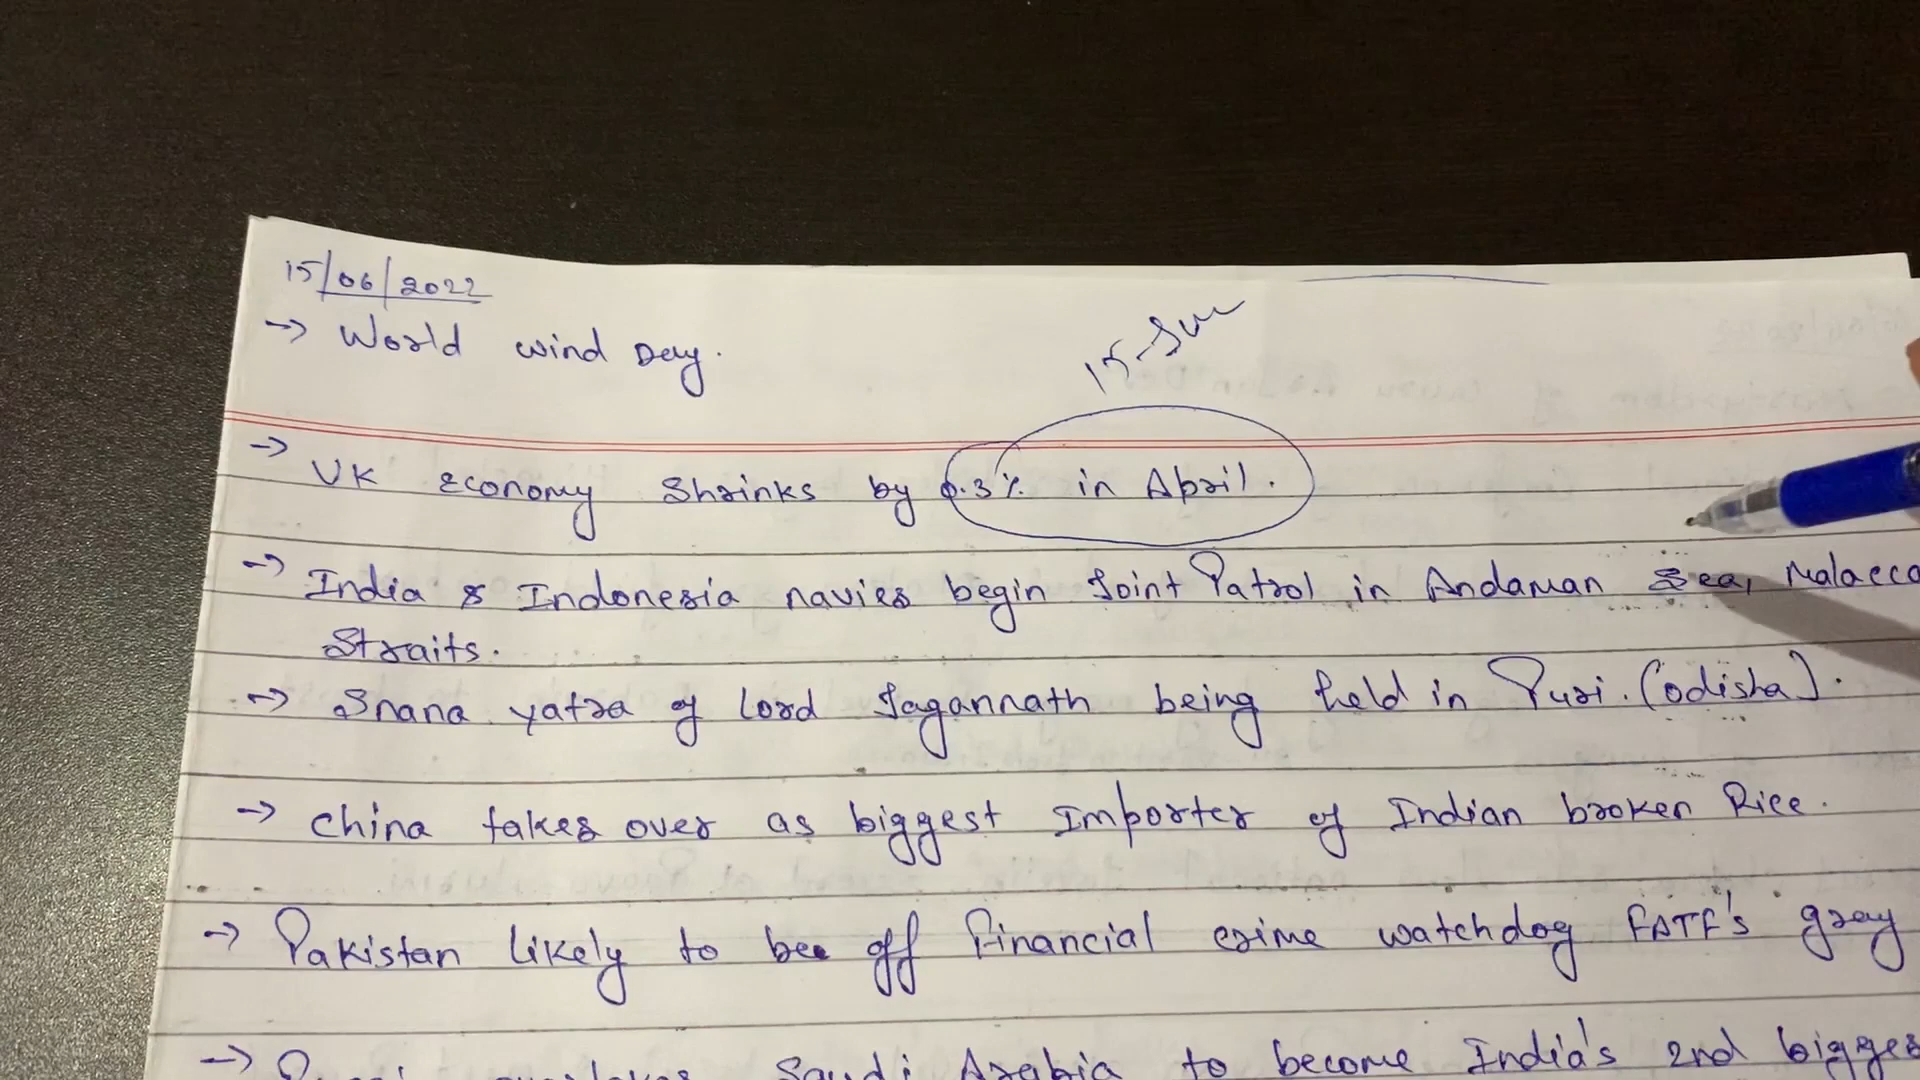 15/06/2022
→ World wind Day.
15-Jun
→ UK Economy Shrinks by 0.3% in April.
→ India & Indonesia navies begin Joint Patrol in Andaman Sea, Malacca
Straits.
→ Snana yatra of lord Jagannath being held in Puri. (odisha).
→ China takes over as biggest Importer of Indian broken Rice.
→ Pakistan likely to bee off Financial crime watchdog FATF's gray
→ Saudi Arabia to become India's 2nd bigges